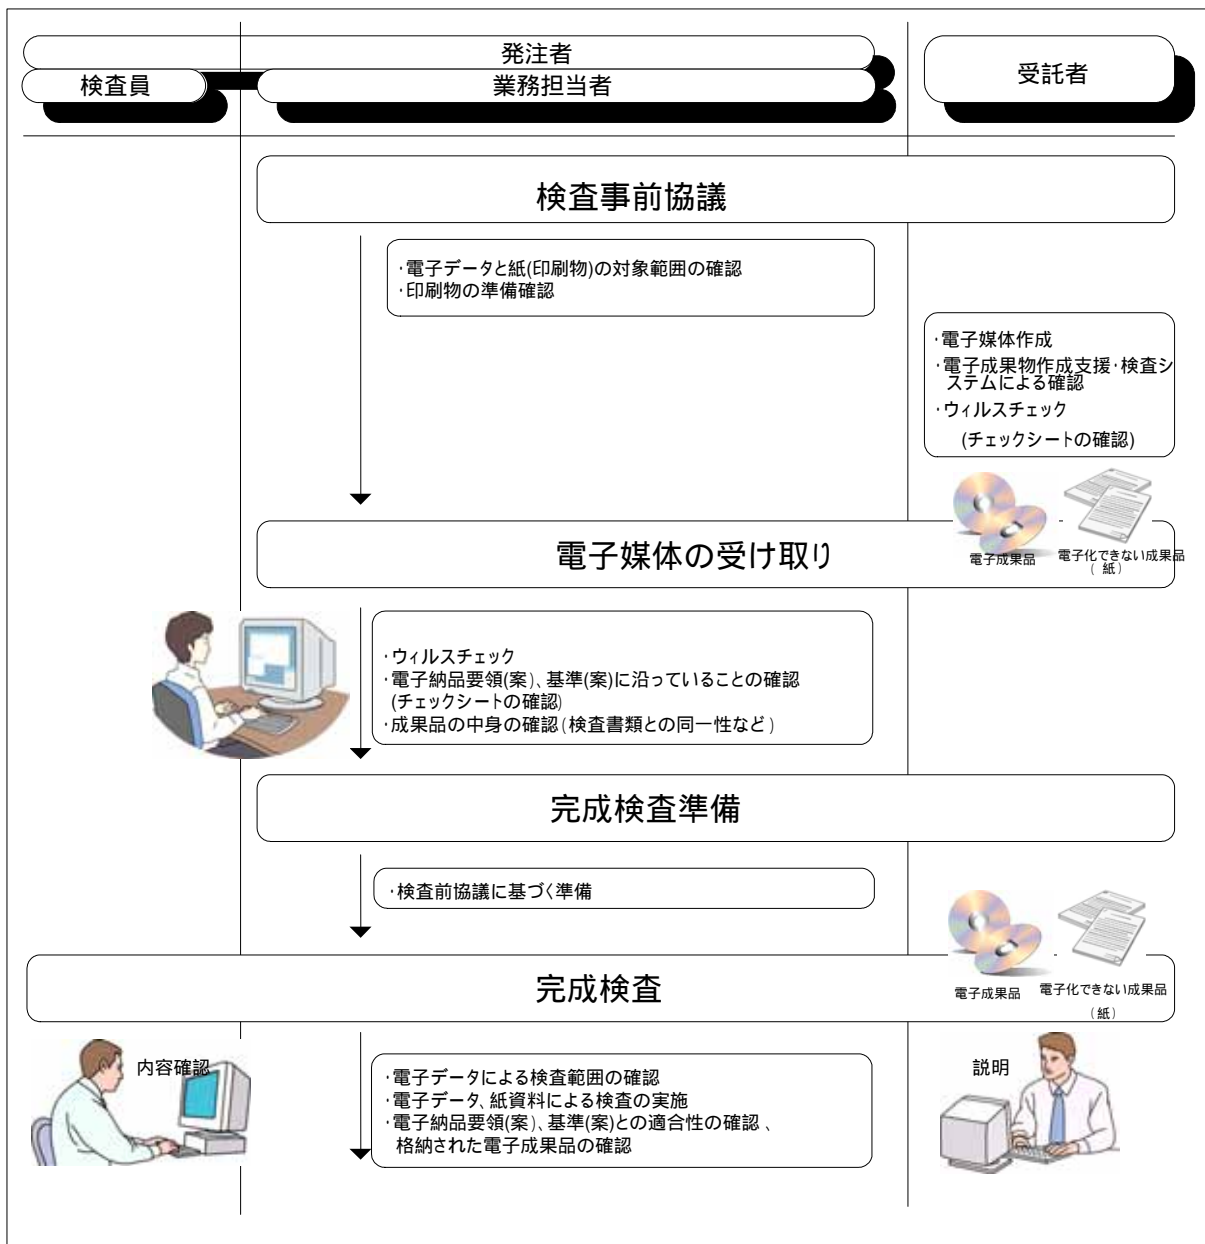 発注者
検査員
業務担当者
受託者
検査事前協議
・電子データと紙(印刷物)の対象範囲の確認
・印刷物の準備確認
・電子媒体作成
・電子成果物作成支援・検査シ
ステムによる確認
・ウィルスチェック
(チェックシートの確認)
電子媒体の受け取り
電子成果品
電子化できない成果品
(紙)
・ウィルスチェック
・電子納品要領(案)、基準(案)に沿っていることの確認
(チェックシートの確認)
・成果品の中身の確認(検査書類との同一性など)
完成検査準備
・検査前協議に基づく準備
完成検査
電子成果品
電子化できない成果品
(紙)
内容確認
・電子データによる検査範囲の確認
・電子データ、紙資料による検査の実施
・電子納品要領(案)、基準(案)との適合性の確認、
格納された電子成果品の確認
説明